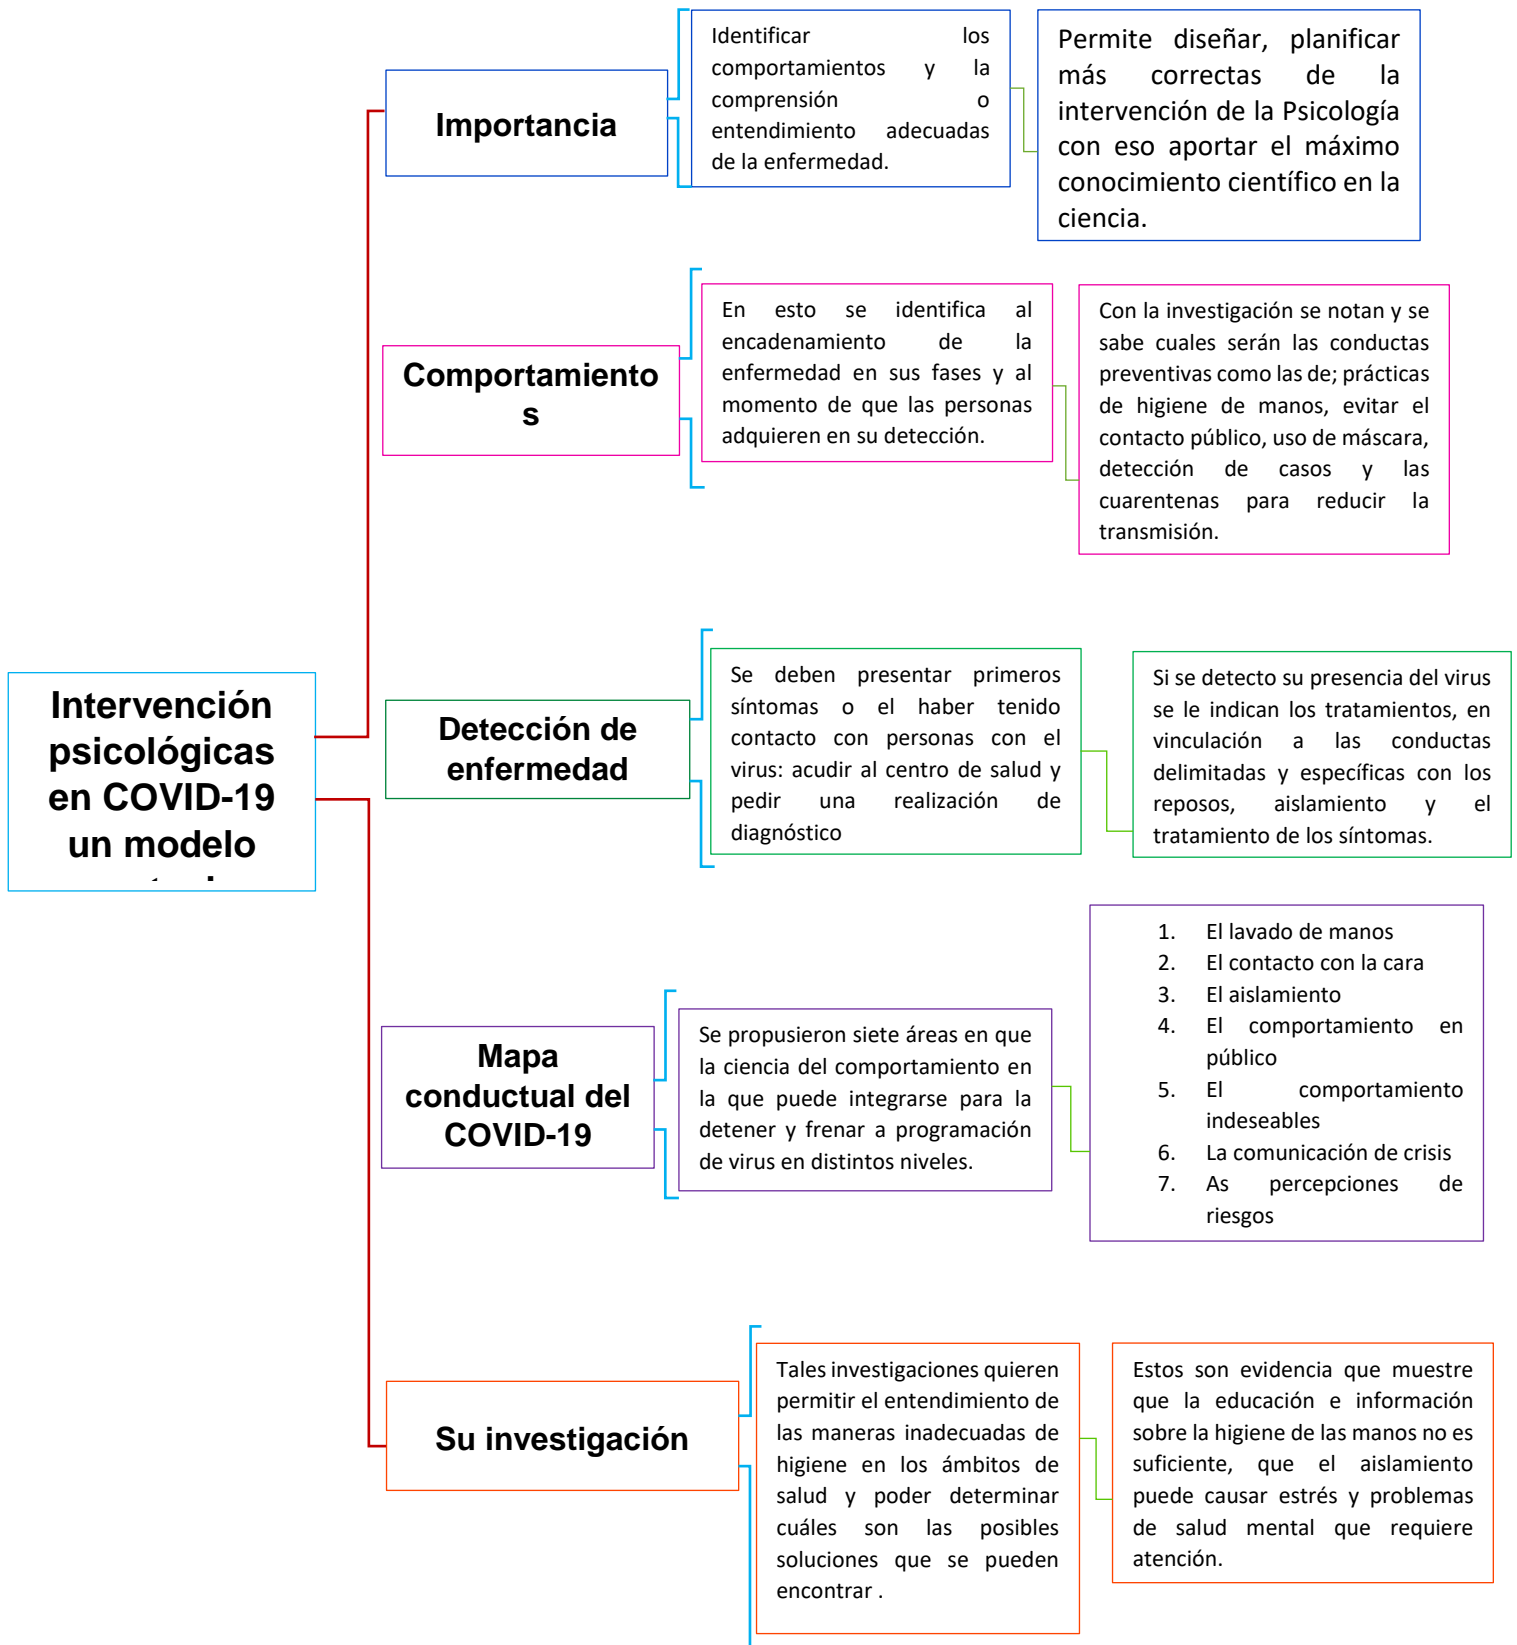 Intervención
psicológicas
en COVID-19
un modelo
Importancia
Identificar los
comportamientos y la
comprensión o
entendimiento adecuadas
de la enfermedad.
Permite diseñar, planificar
más correctas de la
intervención de la Psicología
con eso aportar el máximo
conocimiento científico en la
ciencia.
Comportamiento
s
En esto se identifica al
encadenamiento de la
enfermedad en sus fases y al
momento de que las personas
adquieren en su detección.
Con la investigación se notan y se
sabe cuales serán las conductas
preventivas como las de; prácticas
de higiene de manos, evitar el
contacto público, uso de máscara,
detección de casos y las
cuarentenas para reducir la
transmisión.
Detección de
enfermedad
Se deben presentar primeros
síntomas o el haber tenido
contacto con personas con el
virus: acudir al centro de salud y
pedir una realización de
diagnóstico
Si se detecto su presencia del virus
se le indican los tratamientos, en
vinculación a las conductas
delimitadas y específicas con los
reposos, aislamiento y el
tratamiento de los síntomas.
Mapa
conductual del
COVID-19
Se propusieron siete áreas en que
la ciencia del comportamiento en
la que puede integrarse para la
detener y frenar a programación
de virus en distintos niveles.
1. El lavado de manos
2. El contacto con la cara
3. El aislamiento
4. El comportamiento en
público
5. El comportamiento
indeseables
6. La comunicación de crisis
7. As percepciones de
riesgos
Su investigación
Tales investigaciones quieren
permitir el entendimiento de
las maneras inadecuadas de
higiene en los ámbitos de
salud y poder determinar
cuáles son las posibles
soluciones que se pueden
encontrar .
Estos son evidencia que muestre
que la educación e información
sobre la higiene de las manos no es
suficiente, que el aislamiento
puede causar estrés y problemas
de salud mental que requiere
atención.